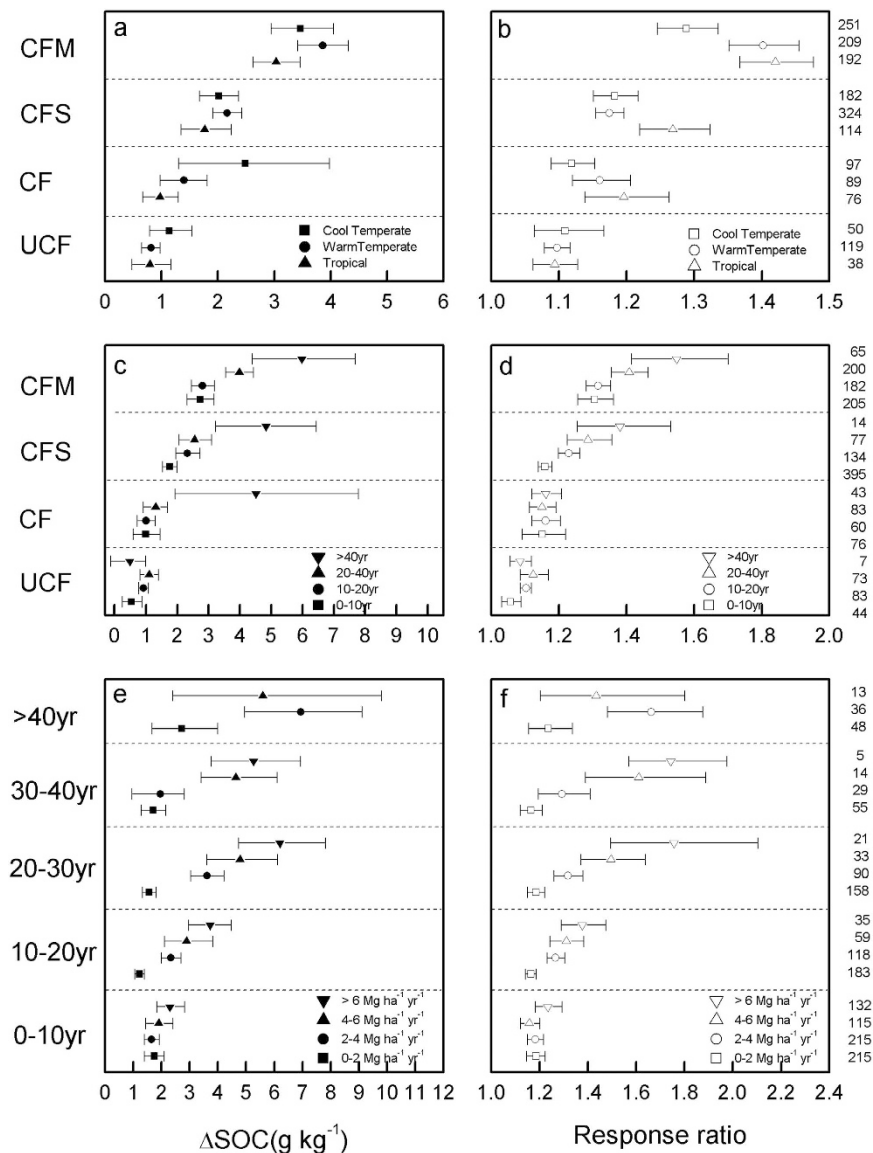 a
b
CFM
CFS
CF
UCF
Cool Temperate
WarmTemperate
Tropical
0 1 2 3 4 5 6
Cool Temperate
WarmTemperate
Tropical
1.0 1.1 1.2 1.3 1.4 1.5
251
209
192
182
324
114
97
89
76
50
119
38
c
d
CFM
CFS
CF
UCF
>40yr
20-40yr
10-20yr
0-10yr
0 1 2 3 4 5 6 7 8 9 10
>40yr
20-40yr
10-20yr
0-10yr
1.0 1.2 1.4 1.6 1.8 2.0
65
200
182
205
14
77
134
395
43
83
60
76
7
73
83
44
e
f
>40yr
30-40yr
20-30yr
10-20yr
0-10yr
> 6 Mg ha⁻¹ yr⁻¹
4-6 Mg ha⁻¹ yr⁻¹
2-4 Mg ha⁻¹ yr⁻¹
0-2 Mg ha⁻¹ yr⁻¹
0 1 2 3 4 5 6 7 8 9 10 11 12
ΔSOC(g kg⁻¹)
> 6 Mg ha⁻¹ yr⁻¹
4-6 Mg ha⁻¹ yr⁻¹
2-4 Mg ha⁻¹ yr⁻¹
0-2 Mg ha⁻¹ yr⁻¹
1.0 1.2 1.4 1.6 1.8 2.0 2.2 2.4
Response ratio
13
36
48
5
14
29
55
21
33
90
158
35
59
118
183
132
115
215
215